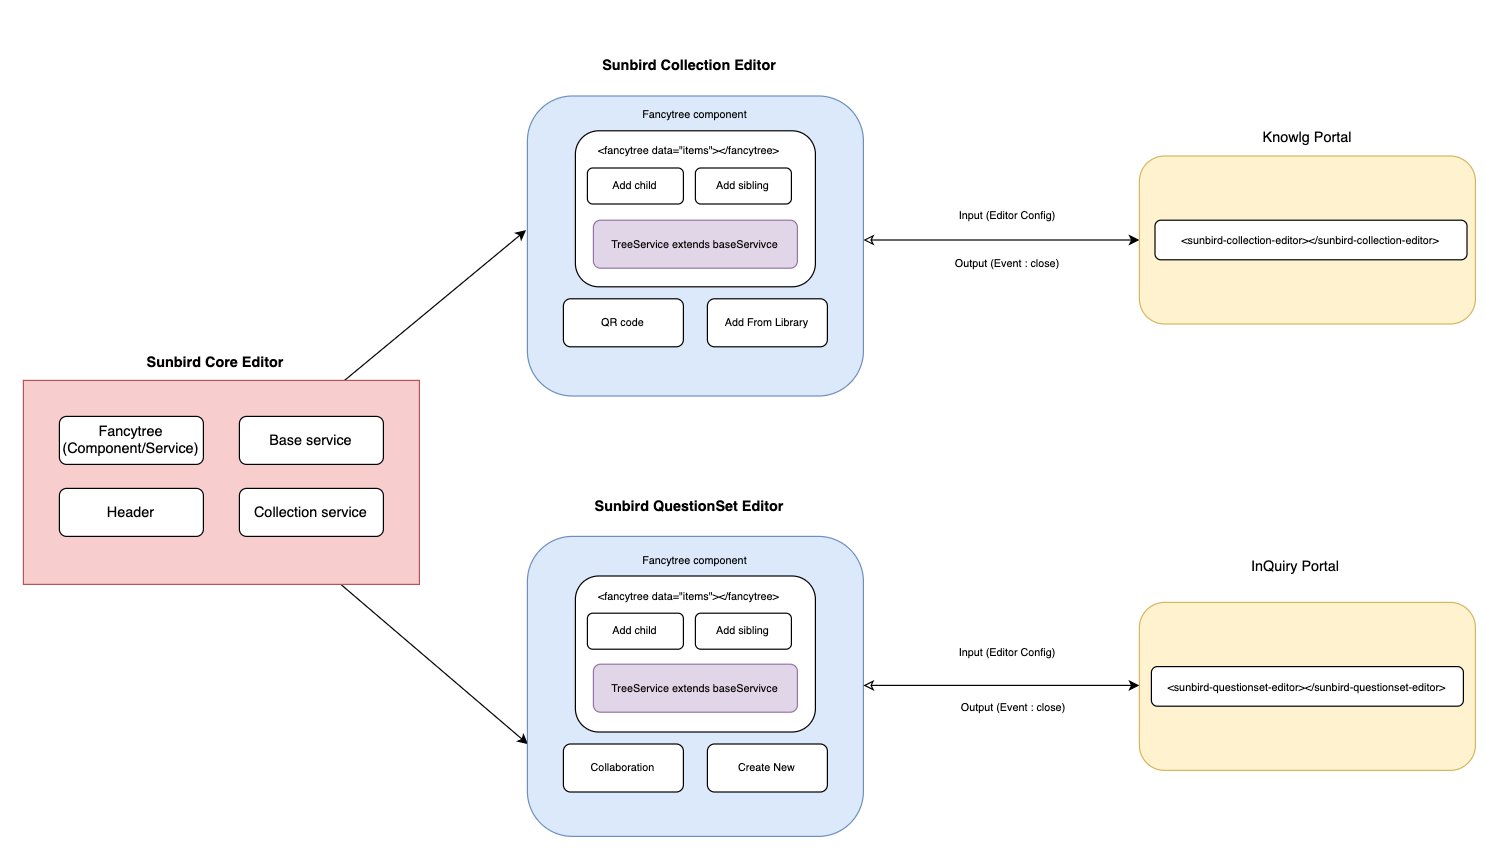 Sunbird Collection Editor
Fancytree component
<fancytree data="items"></fancytree>
Add child
Add sibling
TreeService extends baseServivce
QR code
Add From Library
Input (Editor Config)
Output (Event : close)
Knowlg Portal
<sunbird-collection-editor></sunbird-collection-editor>
Sunbird Core Editor
Fancytree
(Component/Service)
Base service
Header
Collection service
Sunbird QuestionSet Editor
Fancytree component
<fancytree data="items"></fancytree>
Add child
Add sibling
TreeService extends baseServivce
Collaboration
Create New
Input (Editor Config)
Output (Event : close)
InQuiry Portal
<sunbird-questionset-editor></sunbird-questionset-editor>